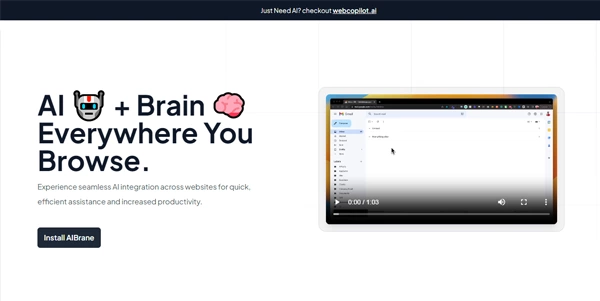 Just Need AI? checkout webcopilot.ai
AI + Brain
Everywhere You
Browse.
Experience seamless AI integration across websites for quick,
efficient assistance and increased productivity.
Install AIBrane
0:00 / 1:03